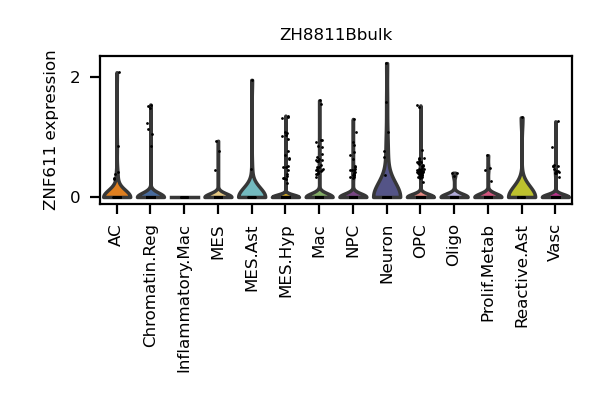 ZH8811Bbulk
ZNF611 expression
2
0
AC
Chromatin.Reg
Inflammatory.Mac
MES
MES.Ast
MES.Hyp
Mac
NPC
Neuron
OPC
Oligo
Prolif.Metab
Reactive.Ast
Vasc